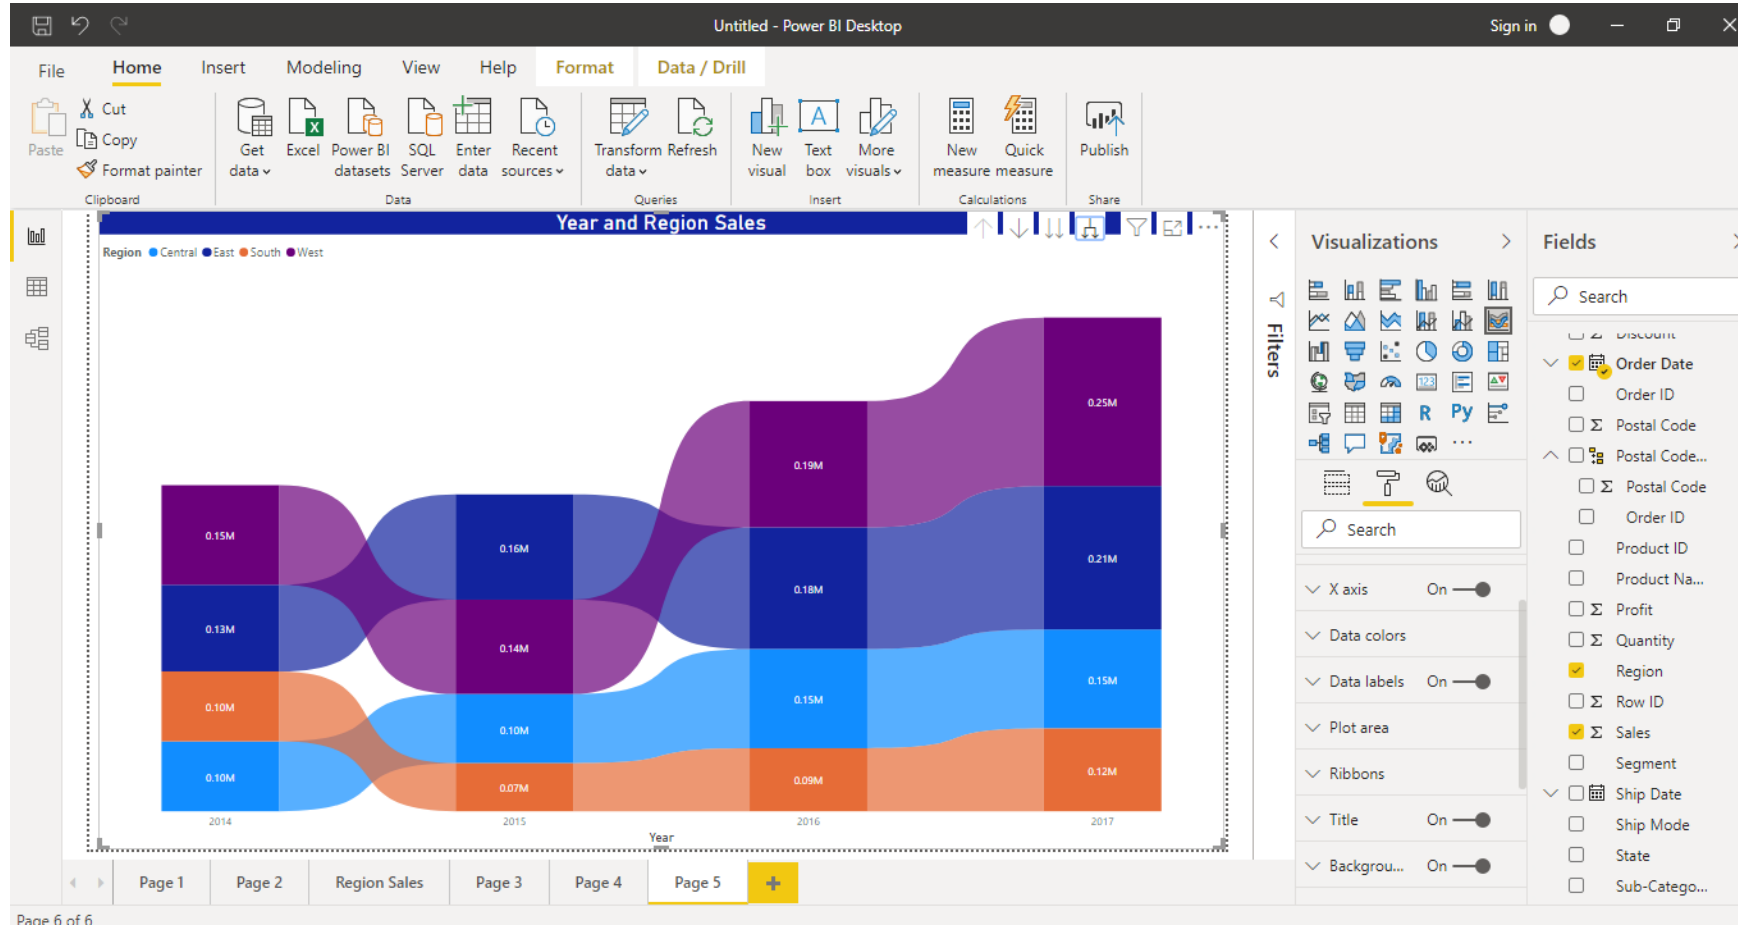 Untitled - Power BI Desktop
Sign in
File Home Insert Modeling View Help Format Data / Drill
Paste
Cut
Copy
Format painter
Clipboard
Get data
Excel
Power BI datasets
SQL Server
Enter data
Recent sources
Data
Transform data
Refresh
Queries
New visual
Text box
More visuals
Insert
New measure
Quick measure
Calculations
Publish
Share
Year and Region Sales
Region Central East South West
0.15M
0.13M
0.10M
0.10M
0.16M
0.14M
0.10M
0.07M
0.19M
0.18M
0.15M
0.09M
0.25M
0.21M
0.15M
0.12M
2014 2015 2016 2017
Year
Filters
Visualizations
123
R Py
Search
X axis On
Data colors
Data labels On
Plot area
Ribbons
Title On
Backgrou... On
Fields
Search
Discount
Order Date
Order ID
Postal Code
Postal Code...
Postal Code
Order ID
Product ID
Product Na...
Profit
Quantity
Region
Row ID
Sales
Segment
Ship Date
Ship Mode
State
Sub-Catego...
Page 1 Page 2 Region Sales Page 3 Page 4 Page 5
Page 6 of 6